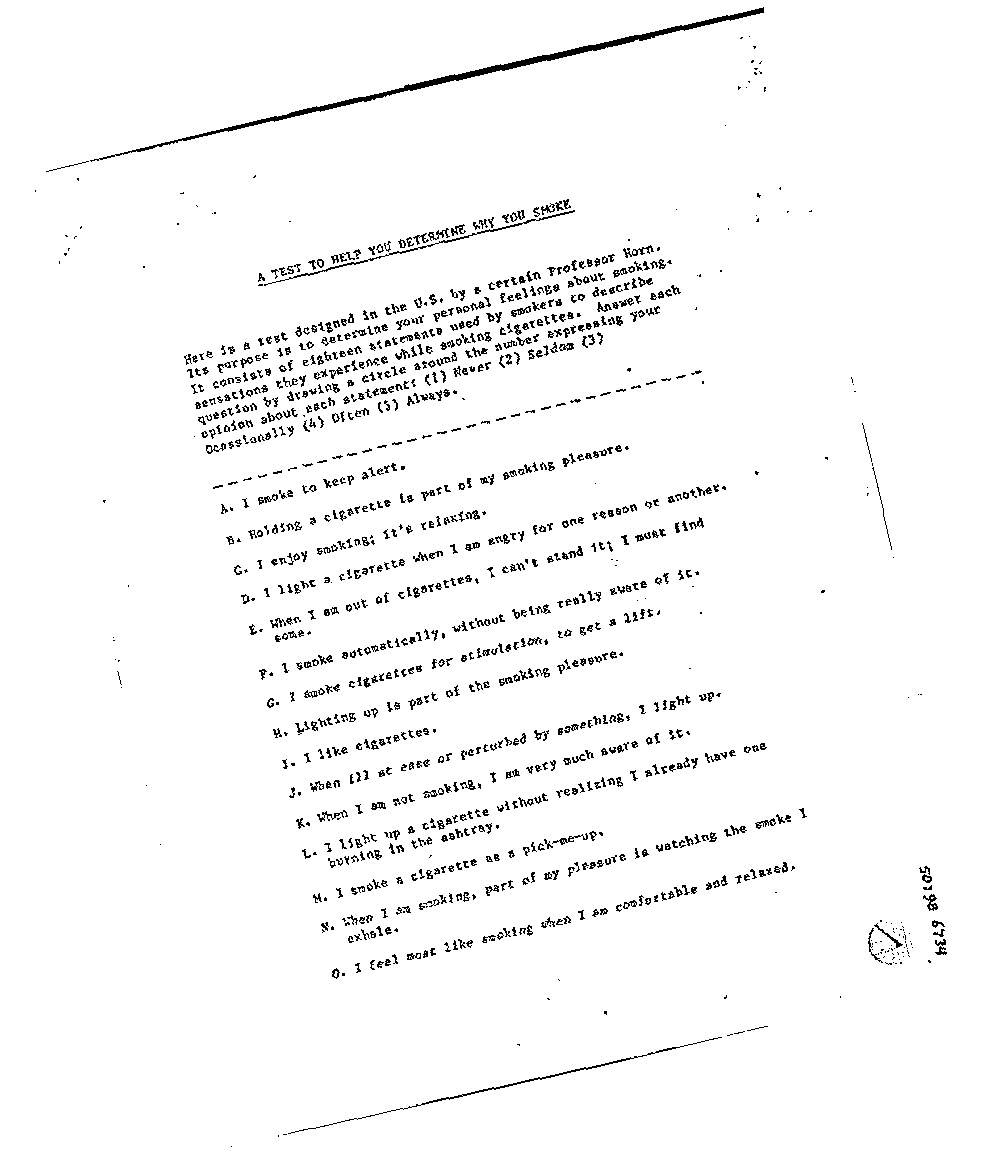 A TEST TO HELP YOU DETERMINE WHY YOU SMOKE
Here is a test designed in the U.S. by a certain Professor Horn.
Its purpose is to determine your personal feelings about smoking.
It consists of eighteen statements used by smokers to describe
sensations they experience while smoking cigarettes. Answer each
question by drawing a circle around the number expressing your
opinion about each statement: (1) Never (2) Seldom (3)
Ocassionally (4) Often (5) Always.
A. I smoke to keep alert.
B. Holding a cigarette is part of my smoking pleasure.
C. I enjoy smoking; it's relaxing.
D. I light a cigarette when I am angry for one reason or another.
E. When I am out of cigarettes, I can't stand it; I must find
some.
F. I smoke automatically, without being really aware of it.
G. I smoke cigarettes for stimulation, to get a lift.
H. Lighting up is part of the smoking pleasure.
I. I like cigarettes.
J. When ill at ease or perturbed by something, I light up.
K. When I am not smoking, I am very much aware of it.
L. I light up a cigarette without realizing I already have one
burning in the ashtray.
M. I smoke a cigarette as a pick-me-up.
N. When I am smoking, part of my pleasure is watching the smoke I
exhale.
O. I feel most like smoking when I am comfortable and relaxed.
50198 6734